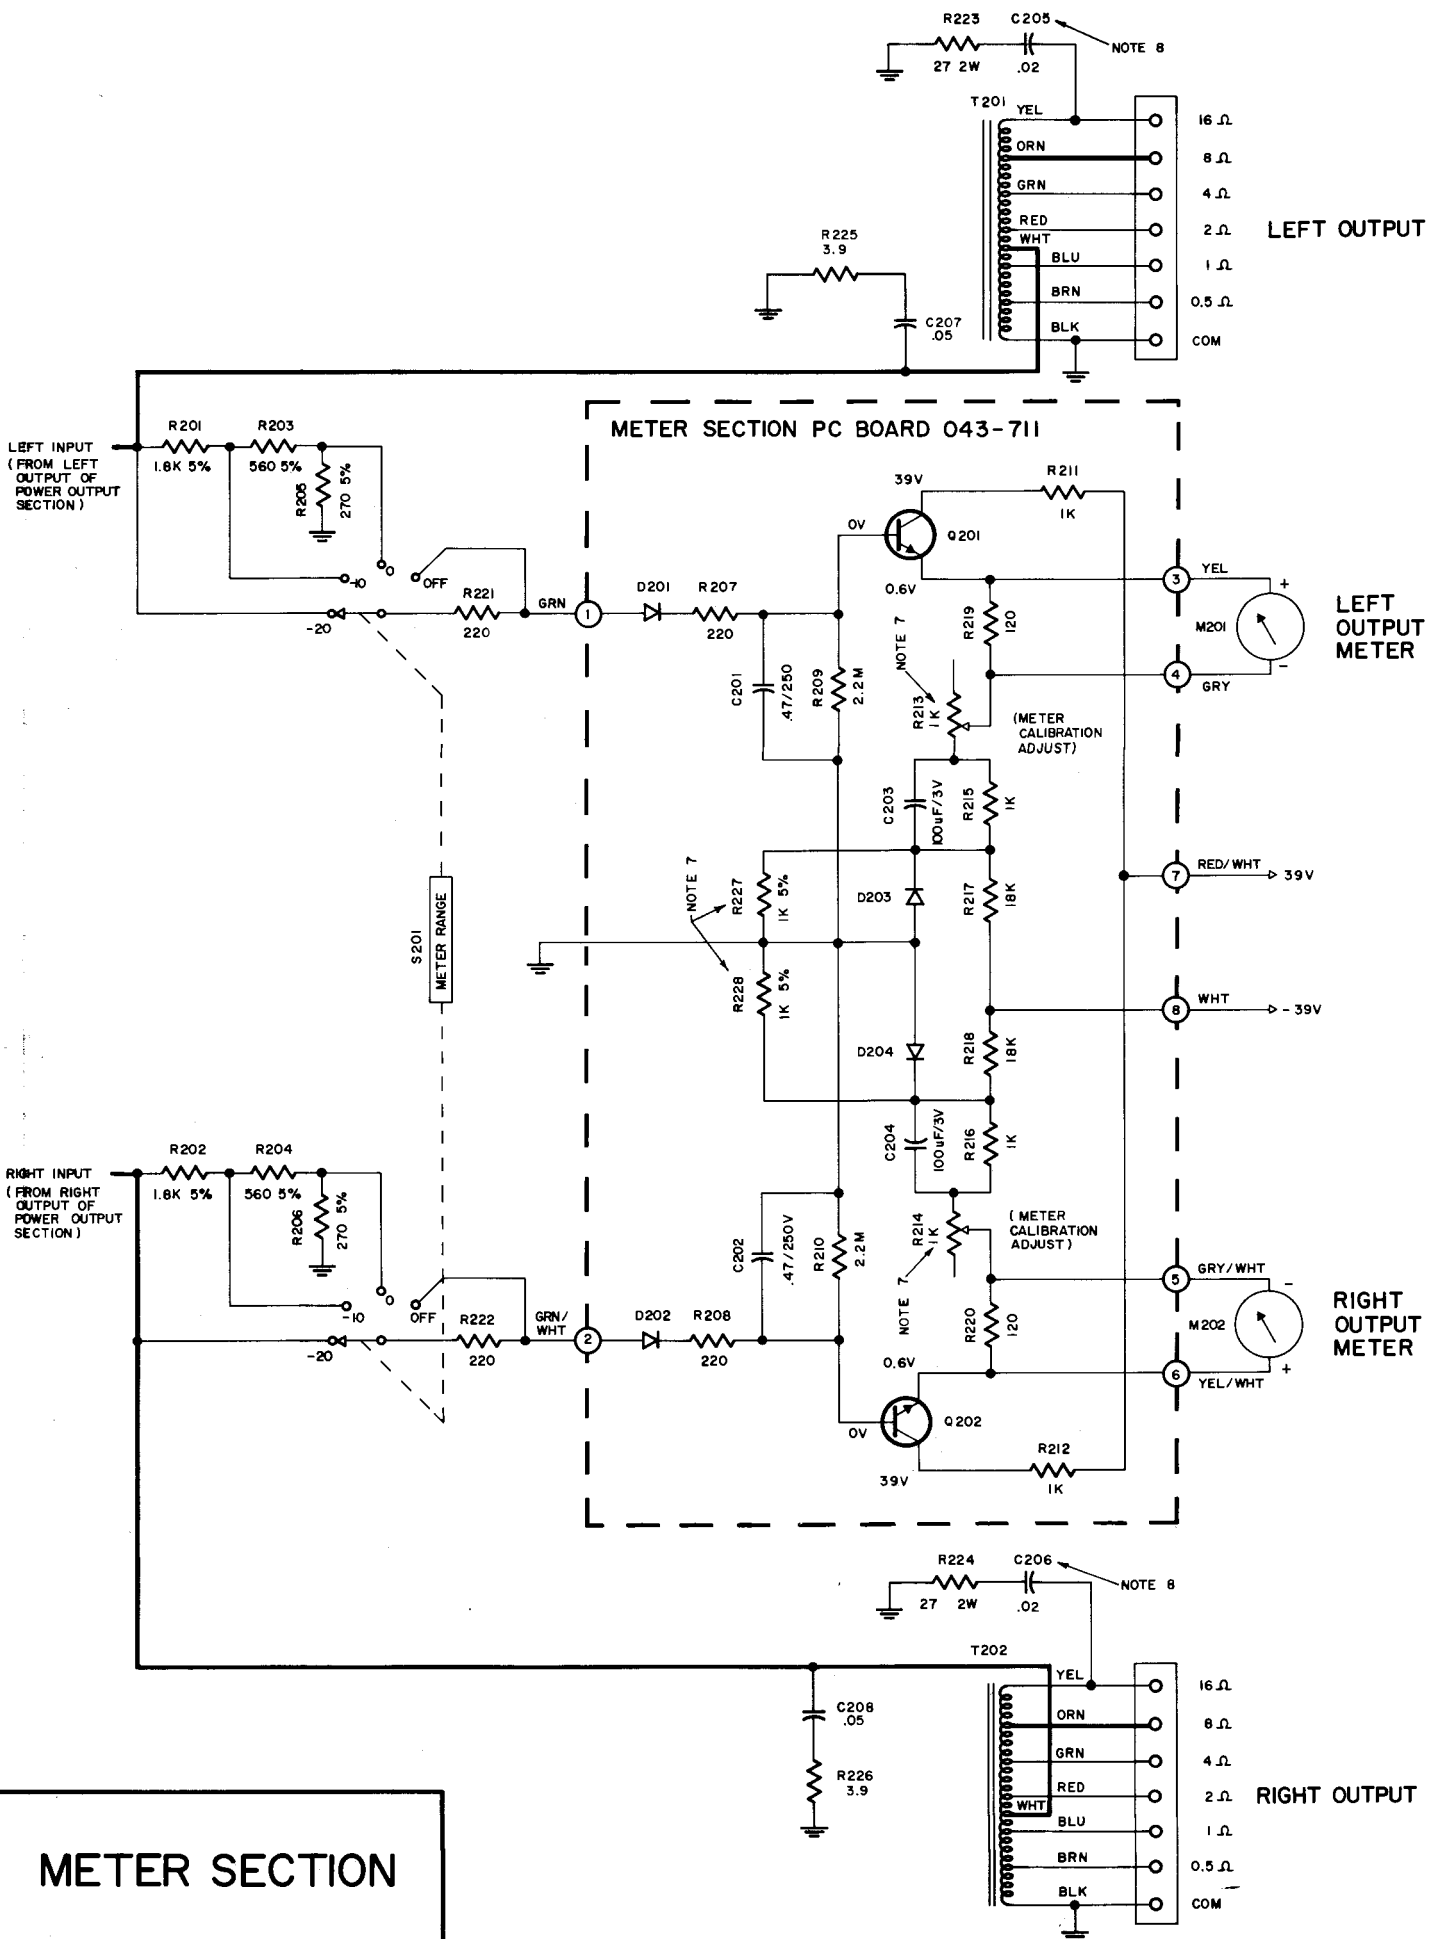 R223 C205
NOTE 8
27 2W .02
T201
YEL 16 Ω
ORN 8 Ω
GRN 4 Ω
RED 2 Ω
WHT
BLU 1 Ω
BRN 0.5 Ω
BLK COM
LEFT OUTPUT
R225
3.9
C207
.05
METER SECTION PC BOARD 043-711
LEFT INPUT
(FROM LEFT
OUTPUT OF
POWER OUTPUT
SECTION)
R201 R203
1.8K 5% 560 5%
R205
270 5%
-10 0 OFF
-20
R221
220
GRN
1
D201 R207
220
C201
.47/250
R209
2.2M
39V
0V
Q201
0.6V
R211
1K
R219
120
NOTE 7
R213
1K
(METER
CALIBRATION
ADJUST)
3 YEL
4 GRY
+
M201
-
LEFT
OUTPUT
METER
C203
100uF/3V
R215
1K
NOTE 7
R227
1K 5%
D203
R217
18K
7 RED/WHT 39V
S201
METER RANGE
R228
1K 5%
D204
R218
18K
8 WHT -39V
C204
100uF/3V
R216
1K
RIGHT INPUT
(FROM RIGHT
OUTPUT OF
POWER OUTPUT
SECTION)
R202 R204
1.8K 5% 560 5%
R206
270 5%
-10 0 OFF
-20
R222
220
GRN/
WHT
2
D202 R208
220
C202
.47/250V
R210
2.2M
R214
1K
NOTE 7
(METER
CALIBRATION
ADJUST)
R220
120
0.6V
0V
Q202
39V
R212
1K
5 GRY/WHT
6 YEL/WHT
-
M202
+
RIGHT
OUTPUT
METER
R224 C206
NOTE 8
27 2W .02
T202
YEL 16 Ω
ORN 8 Ω
GRN 4 Ω
RED 2 Ω
WHT
BLU 1 Ω
BRN 0.5 Ω
BLK COM
RIGHT OUTPUT
C208
.05
R226
3.9
METER SECTION